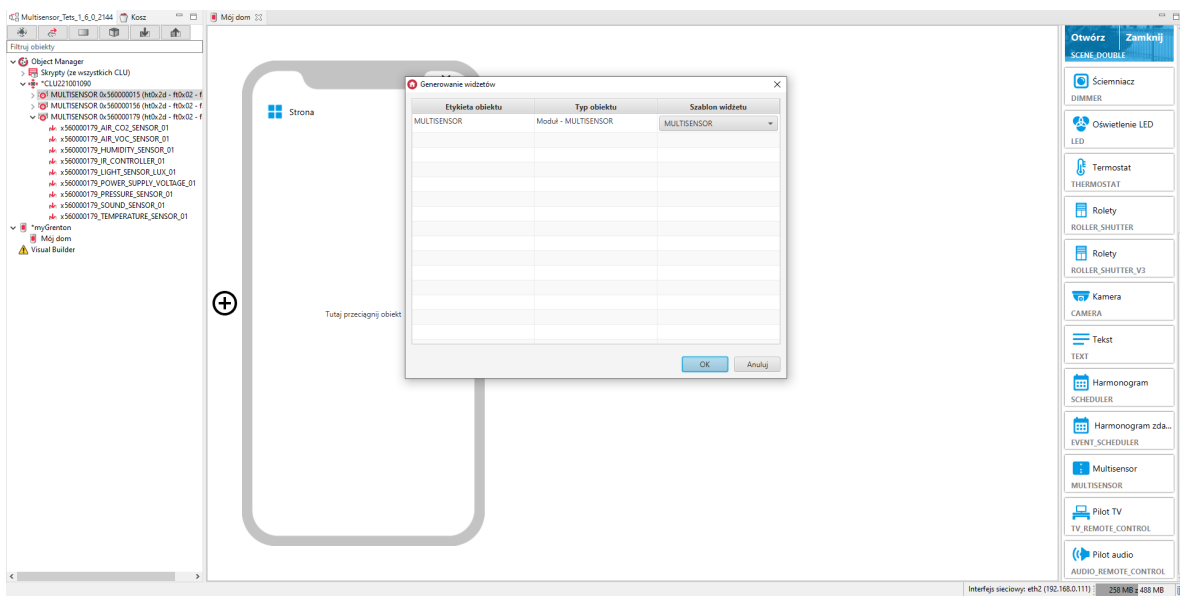 Multisensor_Tets_1_6_0_2144
Kosz
Filtruj obiekty
Object Manager
Skrypty (ze wszystkich CLU)
*CLU221001090
MULTISENSOR 0x560000015 (ht0x2d - ft0x02 - f
MULTISENSOR 0x560000156 (ht0x2d - ft0x02 - f
MULTISENSOR 0x560000179 (ht0x2d - ft0x02 - f
x560000179_AIR_CO2_SENSOR_01
x560000179_AIR_VOC_SENSOR_01
x560000179_HUMIDITY_SENSOR_01
x560000179_IR_CONTROLLER_01
x560000179_LIGHT_SENSOR_LUX_01
x560000179_POWER_SUPPLY_VOLTAGE_01
x560000179_PRESSURE_SENSOR_01
x560000179_SOUND_SENSOR_01
x560000179_TEMPERATURE_SENSOR_01
*myGrenton
Mój dom
Visual Builder
Mój dom
Strona
Tutaj przeciągnij obiekt
Generowanie widżetów
Etykieta obiektu Typ obiektu Szablon widżetu
MULTISENSOR Moduł - MULTISENSOR MULTISENSOR
OK Anuluj
Otwórz Zamknij
SCENE_DOUBLE
Ściemniacz
DIMMER
Oświetlenie LED
LED
Termostat
THERMOSTAT
Rolety
ROLLER_SHUTTER
Rolety
ROLLER_SHUTTER_V3
Kamera
CAMERA
Tekst
TEXT
Harmonogram
SCHEDULER
Harmonogram zda...
EVENT_SCHEDULER
Multisensor
MULTISENSOR
Pilot TV
TV_REMOTE_CONTROL
Pilot audio
AUDIO_REMOTE_CONTROL
Interfejs sieciowy: eth2 (192.168.0.111) 258 MB z 488 MB